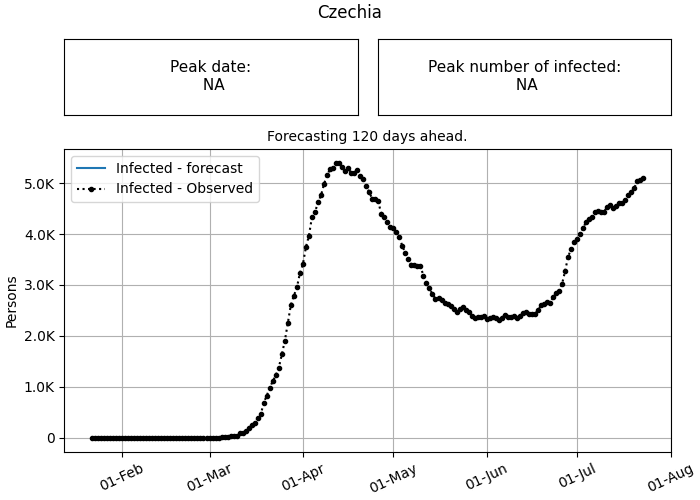 Czechia
Peak date:
NA
Peak number of infected:
NA
Forecasting 120 days ahead.
Infected - forecast
Infected - Observed
Persons
5.0K
4.0K
3.0K
2.0K
1.0K
0
01-Feb
01-Mar
01-Apr
01-May
01-Jun
01-Jul
01-Aug